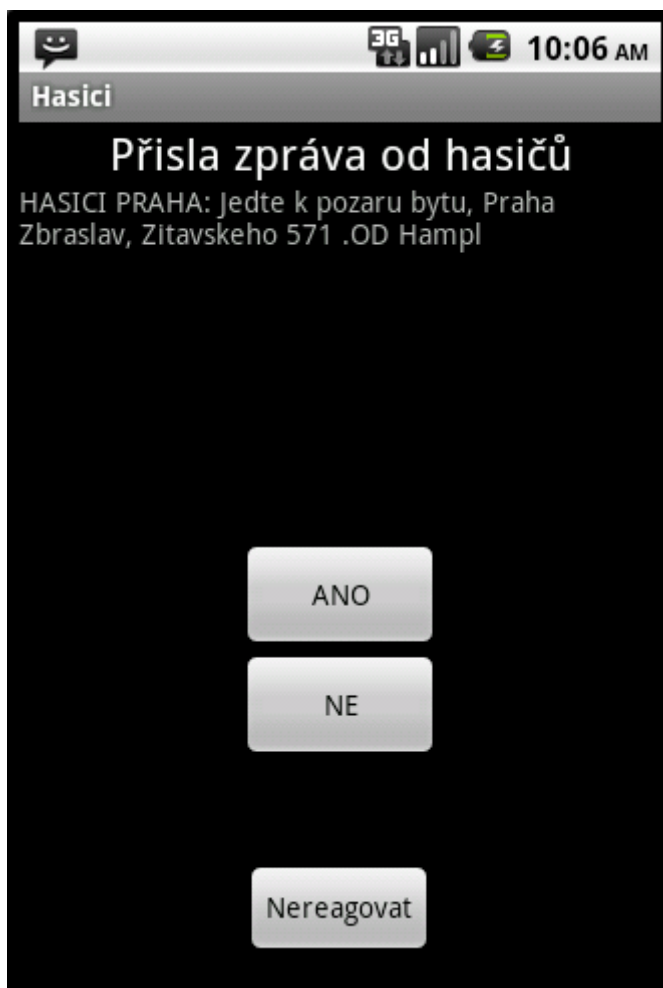 3G 10:06 AM
Hasici
Přisla zpráva od hasičů
HASICI PRAHA: Jedte k pozaru bytu, Praha
Zbraslav, Zitavskeho 571 .OD Hampl
ANO
NE
Nereagovat